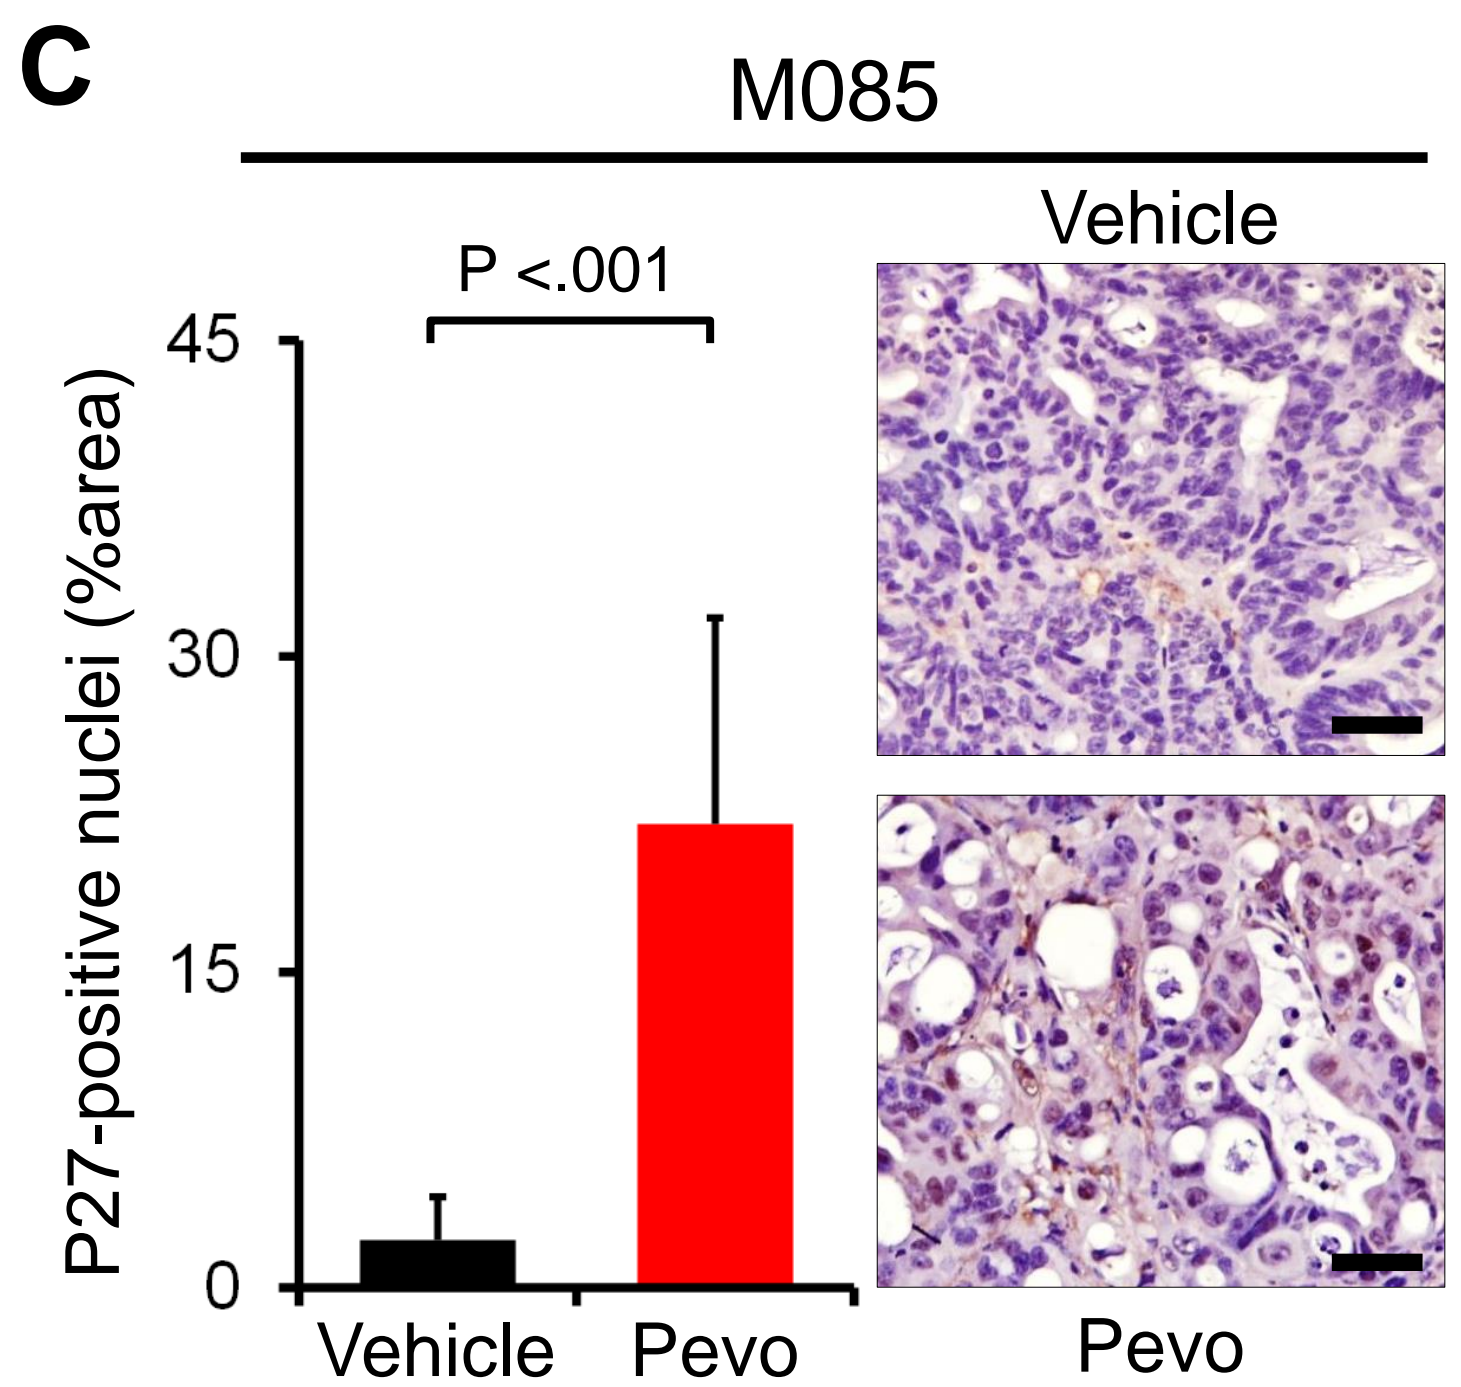 C
M085
Vehicle
P <.001
P27-positive nuclei (%area)
45
30
15
0
Vehicle
Pevo
Pevo